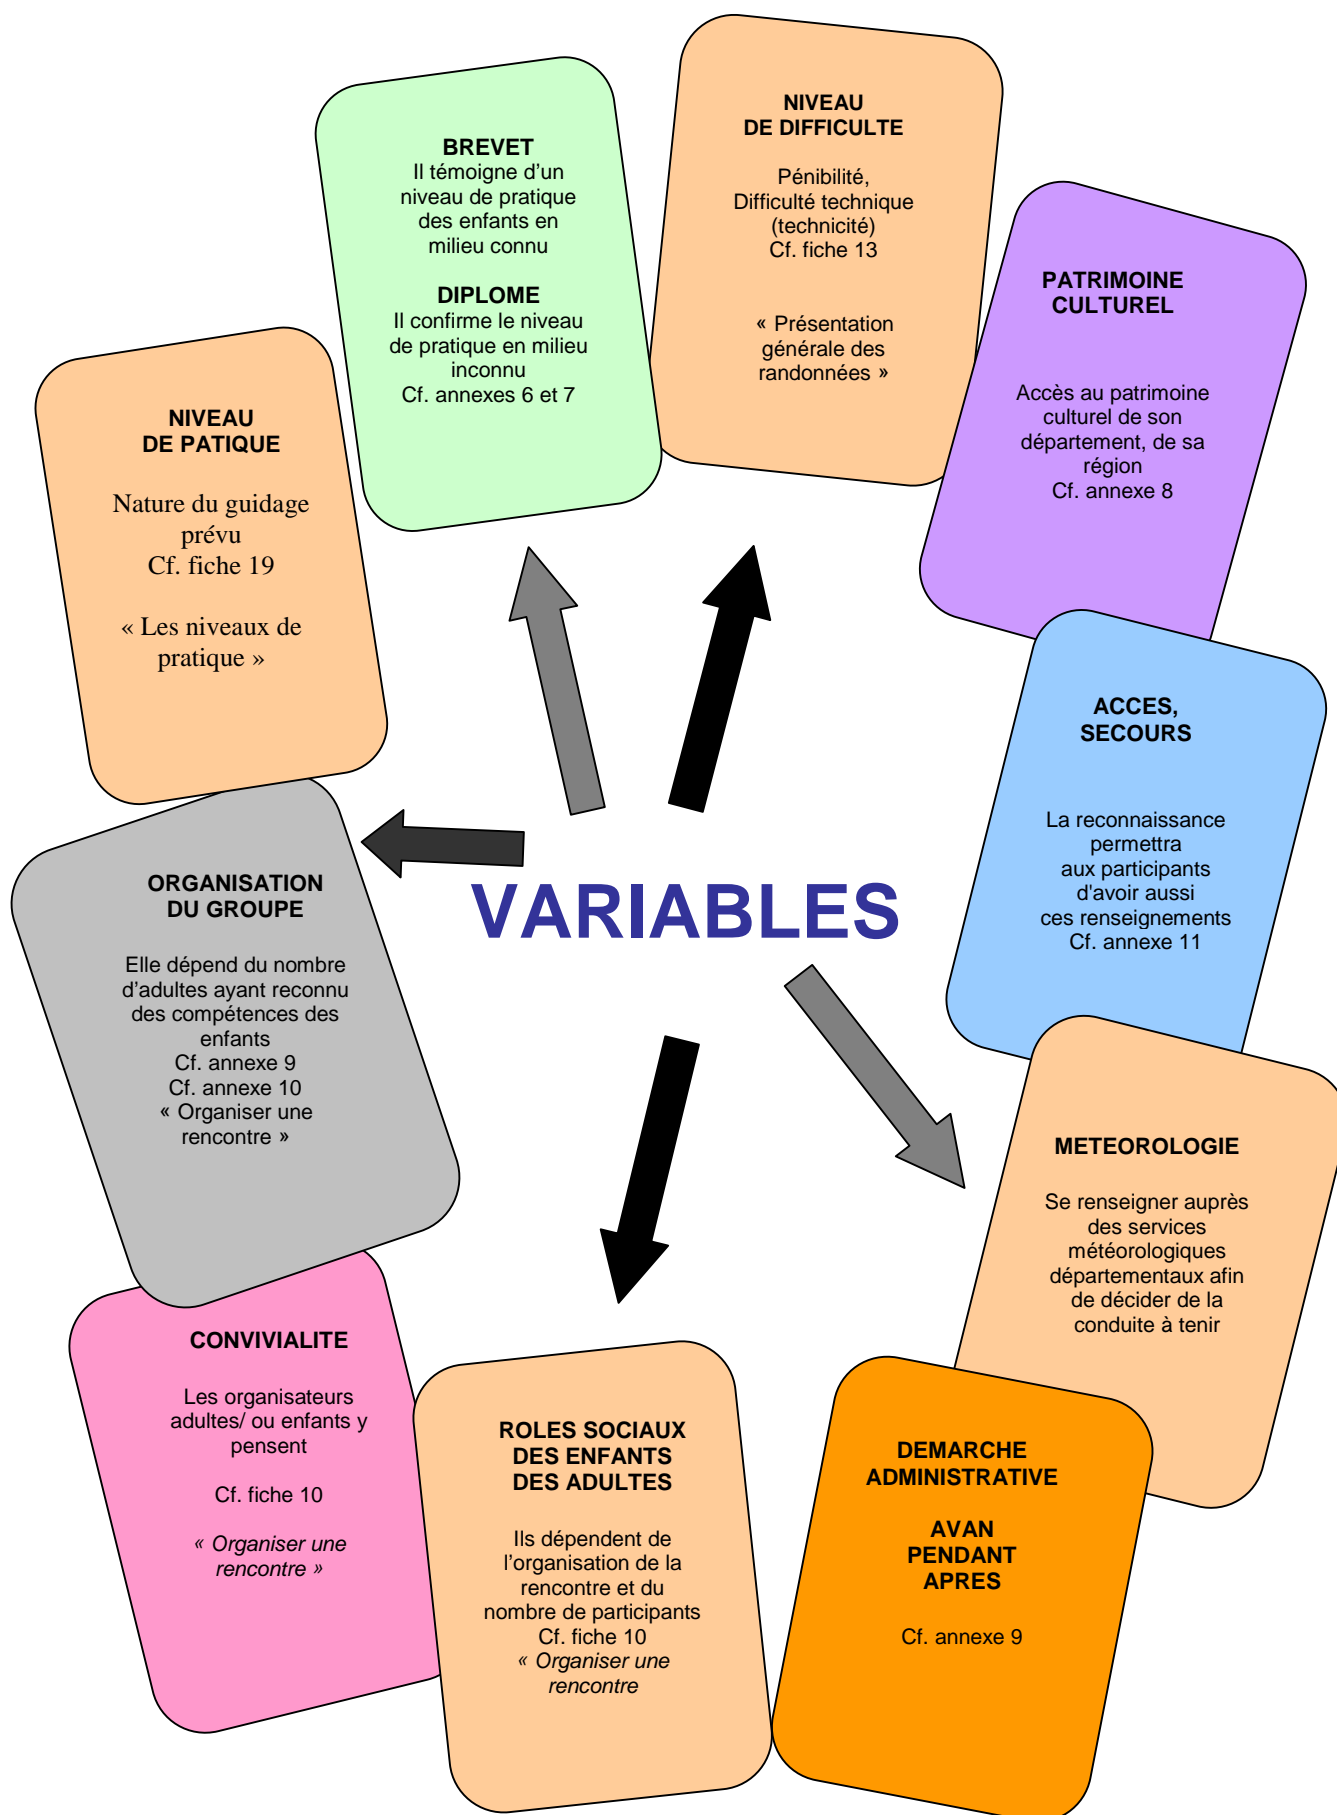 NIVEAU
DE DIFFICULTE
Pénibilité,
Difficulté technique
(technicité)
Cf. fiche 13
« Présentation
générale des
randonnées »
BREVET
Il témoigne d’un
niveau de pratique
des enfants en
milieu connu
DIPLOME
Il confirme le niveau
de pratique en milieu
inconnu
Cf. annexes 6 et 7
PATRIMOINE
CULTUREL
Accès au patrimoine
culturel de son
département, de sa
région
Cf. annexe 8
NIVEAU
DE PATIQUE
Nature du guidage
prévu
Cf. fiche 19
« Les niveaux de
pratique »
ACCES,
SECOURS
La reconnaissance
permettra
aux participants
d'avoir aussi
ces renseignements
Cf. annexe 11
VARIABLES
ORGANISATION
DU GROUPE
Elle dépend du nombre
d’adultes ayant reconnu
des compétences des
enfants
Cf. annexe 9
Cf. annexe 10
« Organiser une
rencontre »
METEOROLOGIE
Se renseigner auprès
des services
météorologiques
départementaux afin
de décider de la
conduite à tenir
CONVIVIALITE
Les organisateurs
adultes/ ou enfants y
pensent
Cf. fiche 10
« Organiser une
rencontre »
ROLES SOCIAUX
DES ENFANTS
DES ADULTES
Ils dépendent de
l’organisation de la
rencontre et du
nombre de participants
Cf. fiche 10
« Organiser une
rencontre
DEMARCHE
ADMINISTRATIVE
AVAN
PENDANT
APRES
Cf. annexe 9